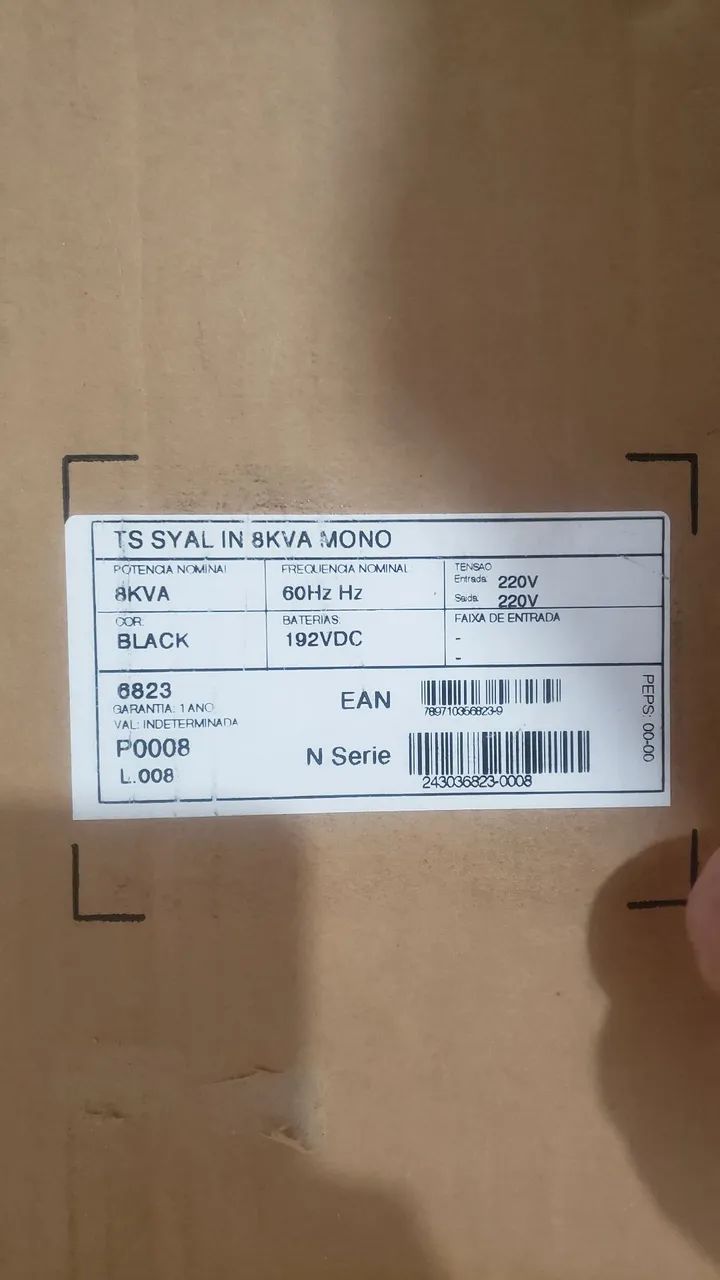 TS SYAL IN 8KVA MONO
POTENCIA NOMINAL
8KVA
FREQUENCIA NOMINAL
60Hz Hz
TENSAO
Entrada 220V
Saida 220V
COR:
BLACK
BATERIAS:
192VDC
FAIXA DE ENTRADA
-
-
6823
GARANTIA: 1 ANO
VAL: INDETERMINADA
P0008
L.008
EAN
789710356823-9
N Serie
243036823-0008
PEPS: 00-00